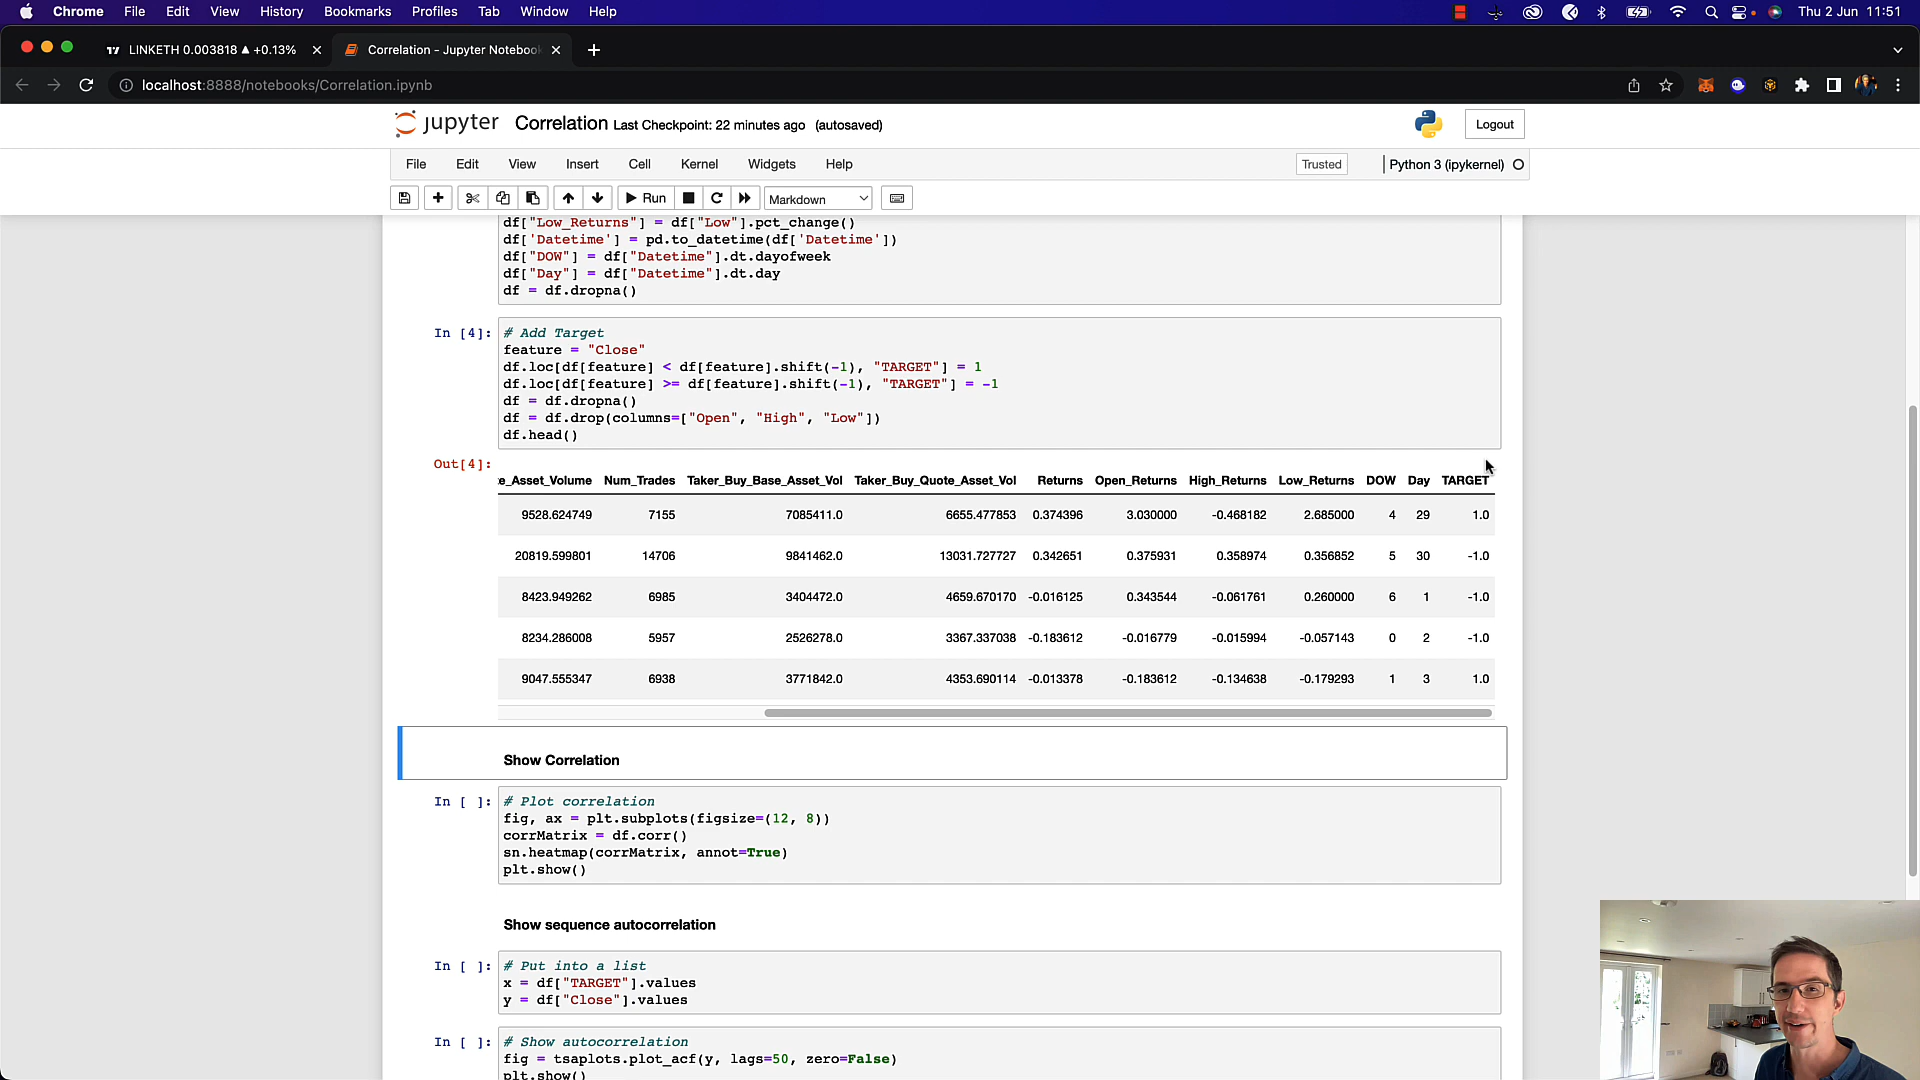 Chrome File Edit View History Bookmarks Profiles Tab Window Help Thu 2 Jun 11:51
LINKETH 0.003818 ▲ +0.13% Correlation - Jupyter Notebook
localhost:8888/notebooks/Correlation.ipynb
jupyter Correlation Last Checkpoint: 22 minutes ago (autosaved) Logout
File Edit View Insert Cell Kernel Widgets Help Trusted Python 3 (ipykernel)
Run Markdown
df["Low_Returns"] = df["Low"].pct_change()
df['Datetime'] = pd.to_datetime(df['Datetime'])
df["DOW"] = df["Datetime"].dt.dayofweek
df["Day"] = df["Datetime"].dt.day
df = df.dropna()
In [4]: # Add Target
feature = "Close"
df.loc[df[feature] < df[feature].shift(-1), "TARGET"] = 1
df.loc[df[feature] >= df[feature].shift(-1), "TARGET"] = -1
df = df.dropna()
df = df.drop(columns=["Open", "High", "Low"])
df.head()
Out[4]:
e_Asset_Volume Num_Trades Taker_Buy_Base_Asset_Vol Taker_Buy_Quote_Asset_Vol Returns Open_Returns High_Returns Low_Returns DOW Day TARGET
9528.624749 7155 7085411.0 6655.477853 0.374396 3.030000 -0.468182 2.685000 4 29 1.0
20819.599801 14706 9841462.0 13031.727727 0.342651 0.375931 0.358974 0.356852 5 30 -1.0
8423.949262 6985 3404472.0 4659.670170 -0.016125 0.343544 -0.061761 0.260000 6 1 -1.0
8234.286008 5957 2526278.0 3367.337038 -0.183612 -0.016779 -0.015994 -0.057143 0 2 -1.0
9047.555347 6938 3771842.0 4353.690114 -0.013378 -0.183612 -0.134638 -0.179293 1 3 1.0
Show Correlation
In [ ]: # Plot correlation
fig, ax = plt.subplots(figsize=(12, 8))
corrMatrix = df.corr()
sn.heatmap(corrMatrix, annot=True)
plt.show()
Show sequence autocorrelation
In [ ]: # Put into a list
x = df["TARGET"].values
y = df["Close"].values
In [ ]: # Show autocorrelation
fig = tsaplots.plot_acf(y, lags=50, zero=False)
plt.show()